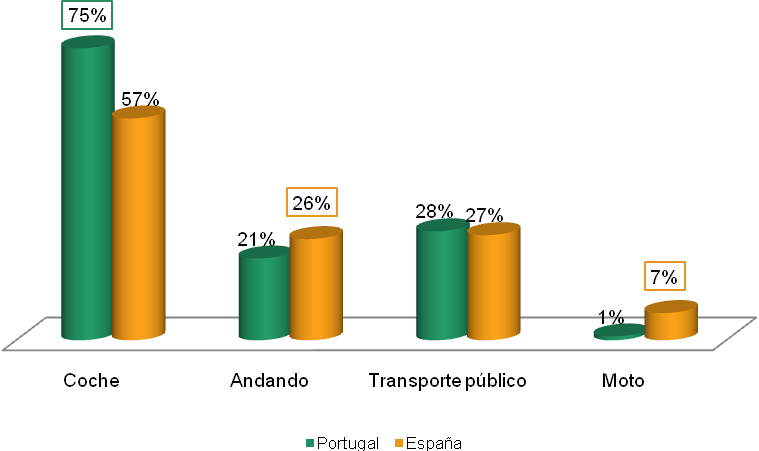 75%
57%
21%
26%
28%
27%
1%
7%
Coche
Andando
Transporte público
Moto
Portugal
España